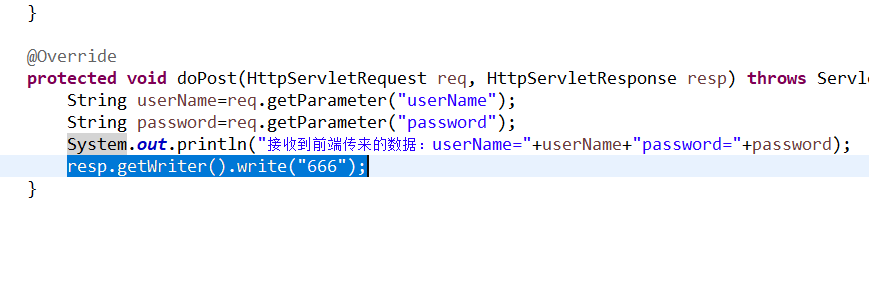 }
@Override
protected void doPost(HttpServletRequest req, HttpServletResponse resp) throws Servle
String userName=req.getParameter("userName");
String password=req.getParameter("password");
System.out.println("接收到前端传来的数据：userName="+userName+"password="+password);
resp.getWriter().write("666");
}